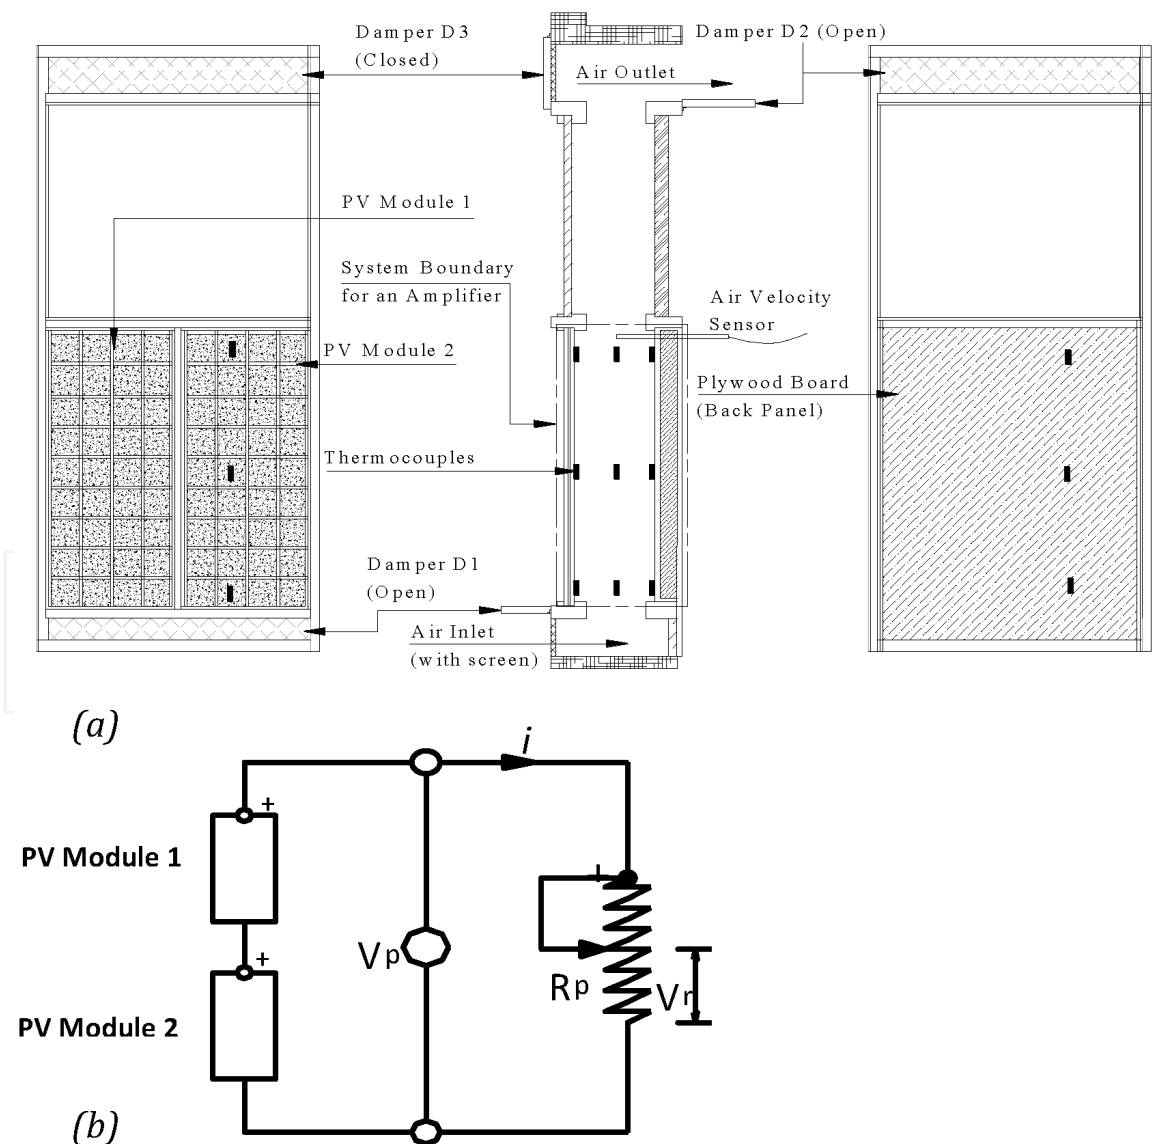 Damper D3
(Closed)
Damper D2 (Open)
Air Outlet
PV Module 1
System Boundary
for an Amplifier
Air Velocity
Sensor
PV Module 2
Plywood Board
(Back Panel)
Thermocouples
Damper D1
(Open)
Air Inlet
(with screen)
(a)
i
+
PV Module 1
+
+
Vp
Rp
Vr
PV Module 2
(b)